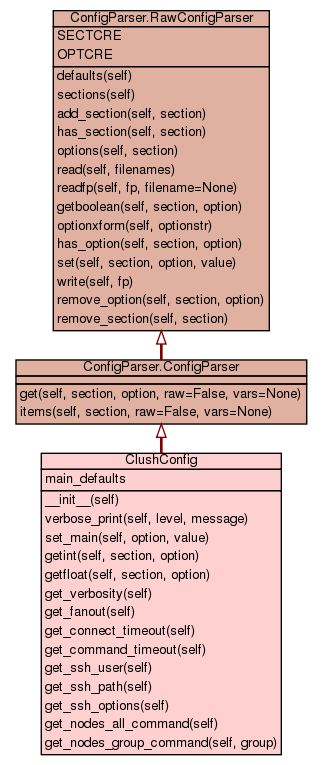 ConfigParser.RawConfigParser
SECTCRE
OPTCRE
defaults(self)
sections(self)
add_section(self, section)
has_section(self, section)
options(self, section)
read(self, filenames)
readfp(self, fp, filename=None)
getboolean(self, section, option)
optionxform(self, optionstr)
has_option(self, section, option)
set(self, section, option, value)
write(self, fp)
remove_option(self, section, option)
remove_section(self, section)
ConfigParser.ConfigParser
get(self, section, option, raw=False, vars=None)
items(self, section, raw=False, vars=None)
ClushConfig
main_defaults
__init__(self)
verbose_print(self, level, message)
set_main(self, option, value)
getint(self, section, option)
getfloat(self, section, option)
get_verbosity(self)
get_fanout(self)
get_connect_timeout(self)
get_command_timeout(self)
get_ssh_user(self)
get_ssh_path(self)
get_ssh_options(self)
get_nodes_all_command(self)
get_nodes_group_command(self, group)